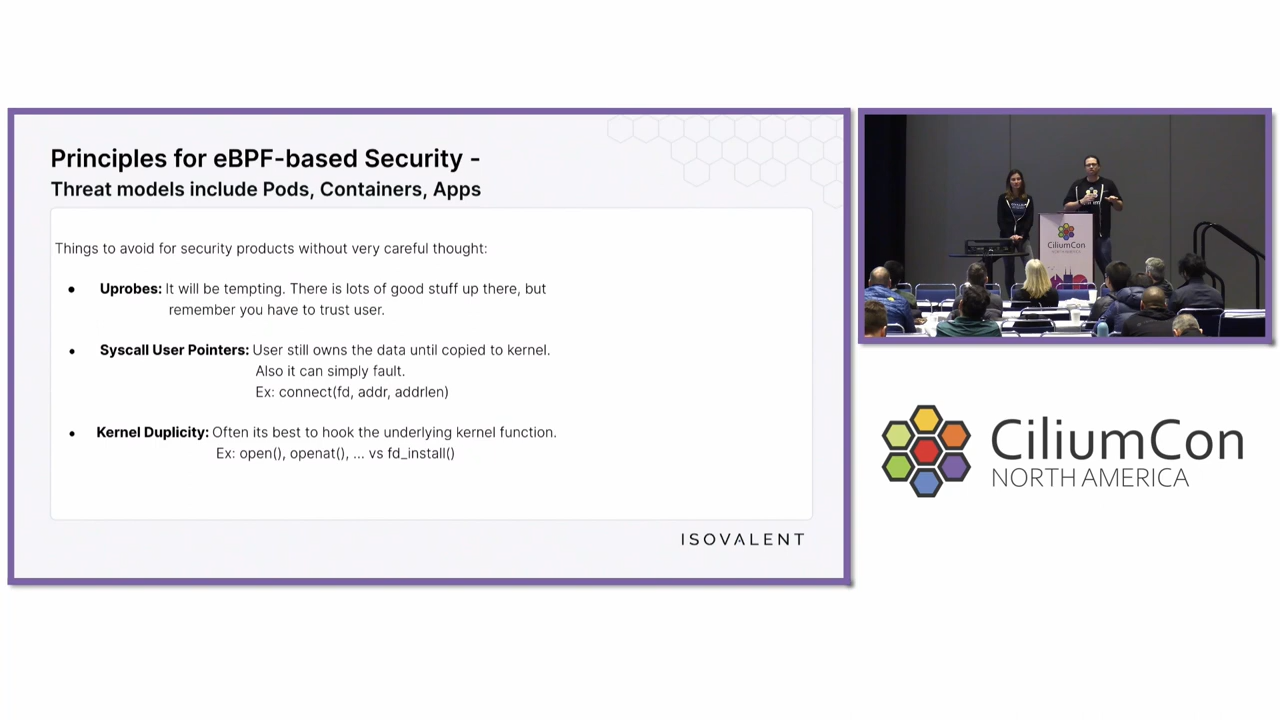 Principles for eBPF-based Security -
Threat models include Pods, Containers, Apps
Things to avoid for security products without very careful thought:
● Uprobes: It will be tempting. There is lots of good stuff up there, but
remember you have to trust user.
● Syscall User Pointers: User still owns the data until copied to kernel.
Also it can simply fault.
Ex: connect(fd, addr, addrlen)
● Kernel Duplicity: Often its best to hook the underlying kernel function.
Ex: open(), openat(), ... vs fd_install()
ISOVALENT
CiliumCon
NORTH AMERICA
CiliumCon
NORTH AMERICA